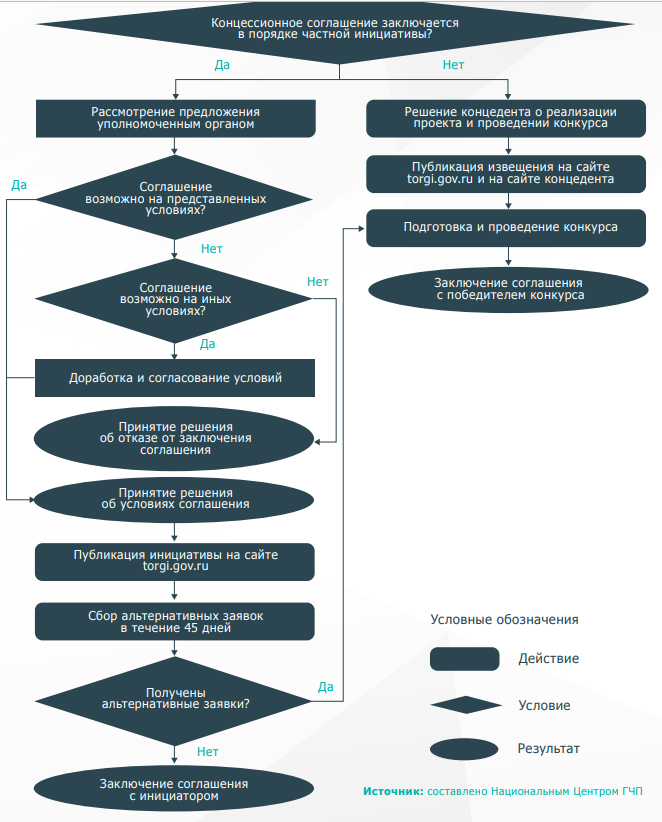 Концессионное соглашение заключается
в порядке частной инициативы?
Да
Нет
Рассмотрение предложения
уполномоченным органом
Решение концедента о реализации
проекта и проведении конкурса
Публикация извещения на сайте
torgi.gov.ru и на сайте концедента
Да
Соглашение
возможно на представленных
условиях?
Подготовка и проведение конкурса
Нет
Соглашение
возможно на иных
условиях?
Нет
Заключение соглашения
с победителем конкурса
Да
Доработка и согласование условий
Принятие решения
об отказе от заключения
соглашения
Принятие решения
об условиях соглашения
Публикация инициативы на сайте
torgi.gov.ru
Сбор альтернативных заявок
в течение 45 дней
Получены
альтернативные заявки?
Да
Нет
Заключение соглашения
с инициатором
Условные обозначения
Действие
Условие
Результат
Источник: составлено Национальным Центром ГЧП